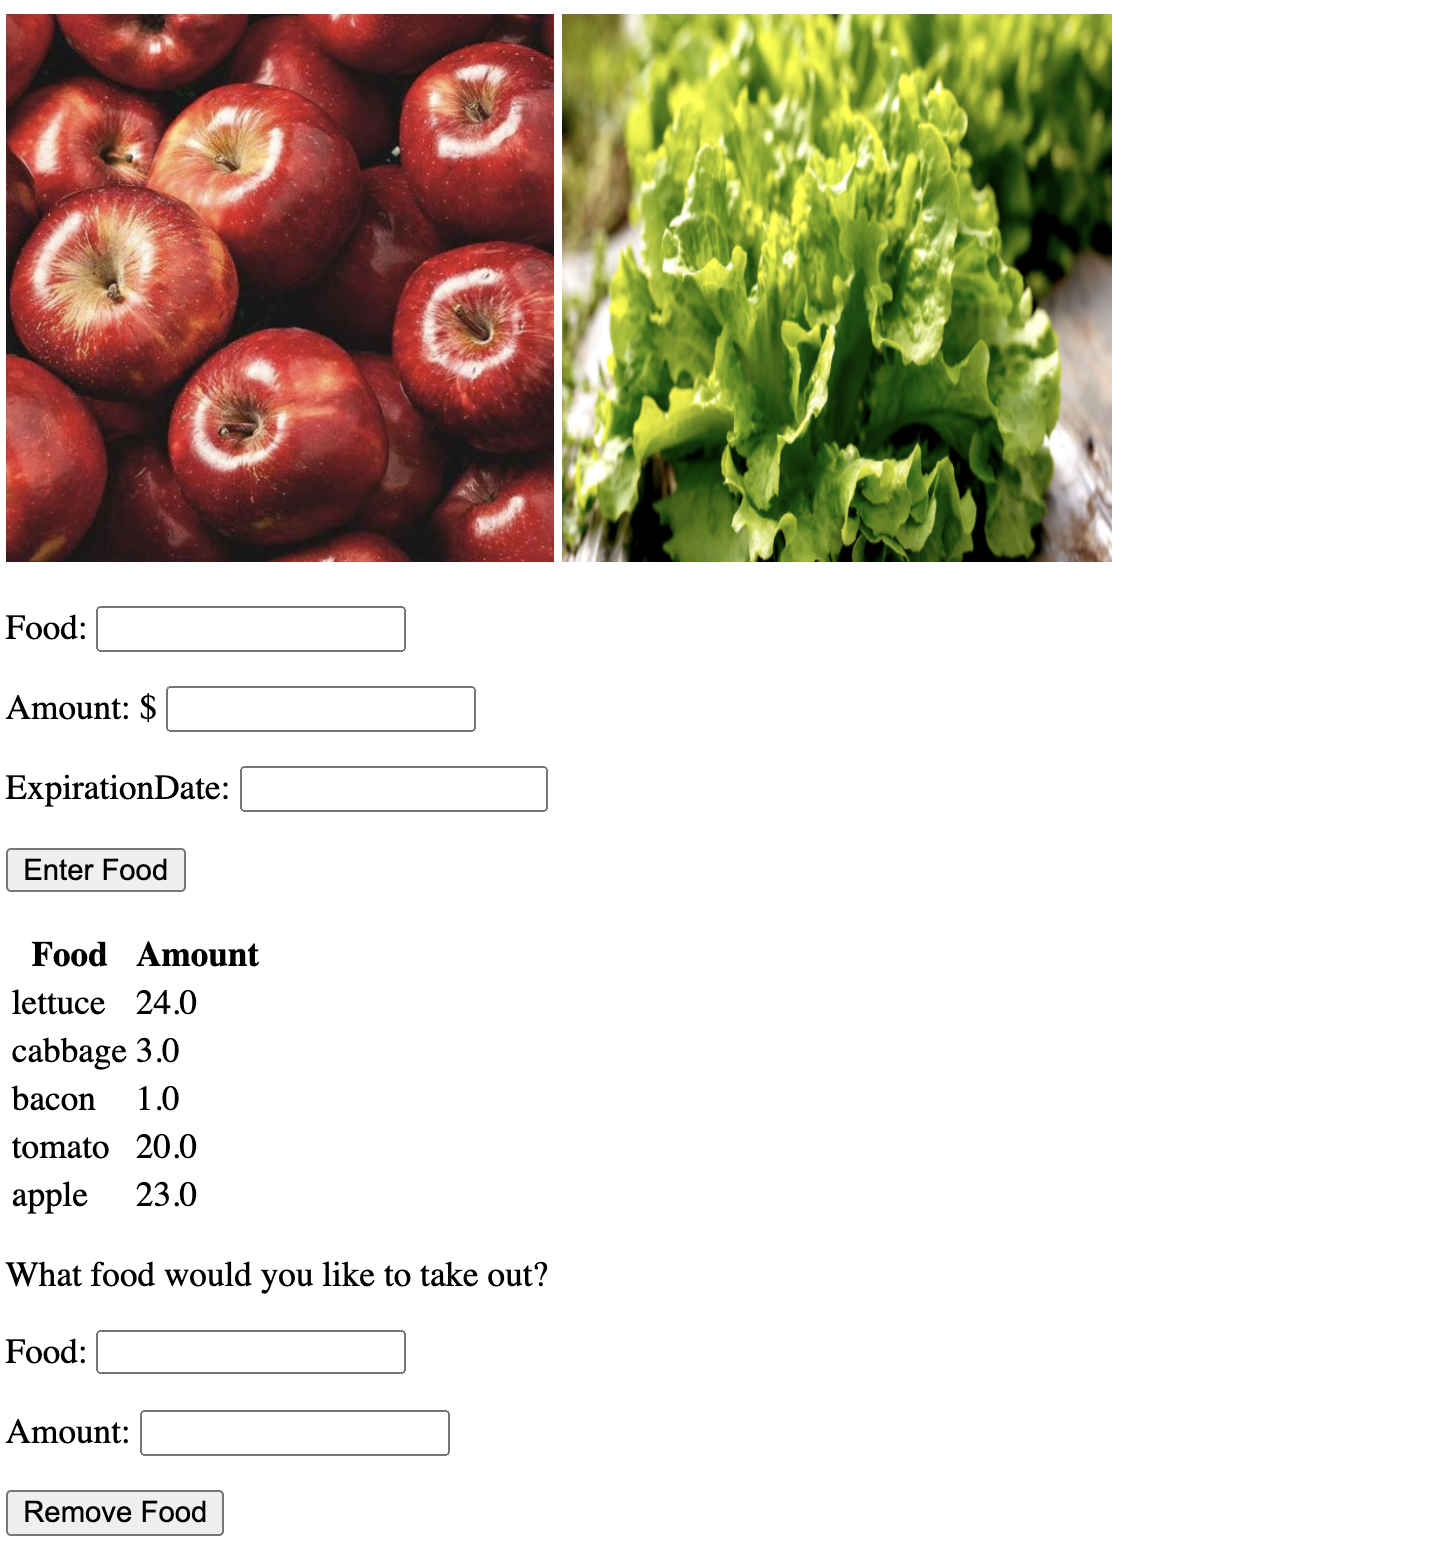 Food:
Amount: $
ExpirationDate:
Enter Food
Food Amount
lettuce 24.0
cabbage 3.0
bacon 1.0
tomato 20.0
apple 23.0
What food would you like to take out?
Food:
Amount:
Remove Food